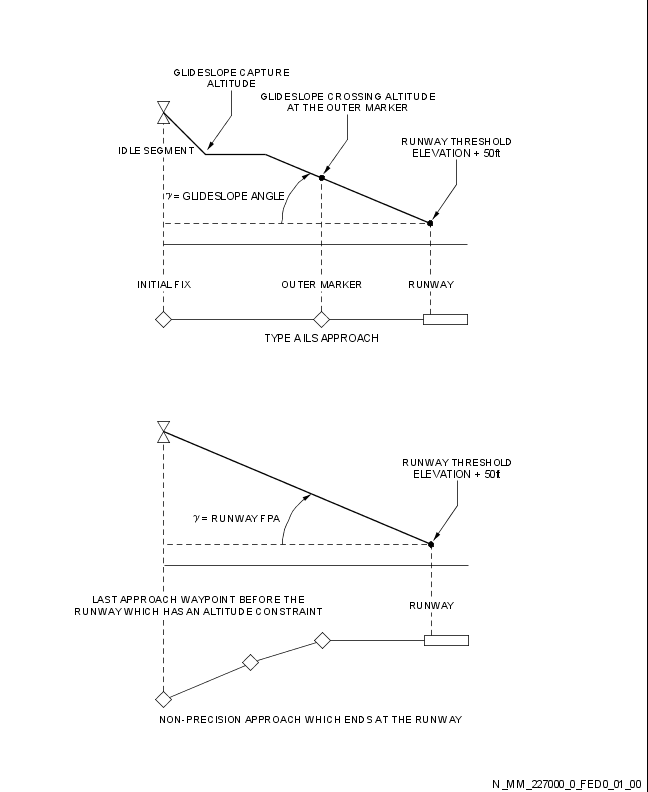 GLIDESLOPE CAPTURE
ALTITUDE
GLIDESLOPE CROSSING ALTITUDE
AT THE OUTER MARKER
RUNWAY THRESHOLD
ELEVATION + 50ft
IDLE SEGMENT
γ = GLIDESLOPE ANGLE
INITIAL FIX
OUTER MARKER
RUNWAY
TYPE A ILS APPROACH
RUNWAY THRESHOLD
ELEVATION + 50ft
γ = RUNWAY FPA
LAST APPROACH WAYPOINT BEFORE THE
RUNWAY WHICH HAS AN ALTITUDE CONSTRAINT
RUNWAY
NON-PRECISION APPROACH WHICH ENDS AT THE RUNWAY
N_MM_227000_0_FED0_01_00